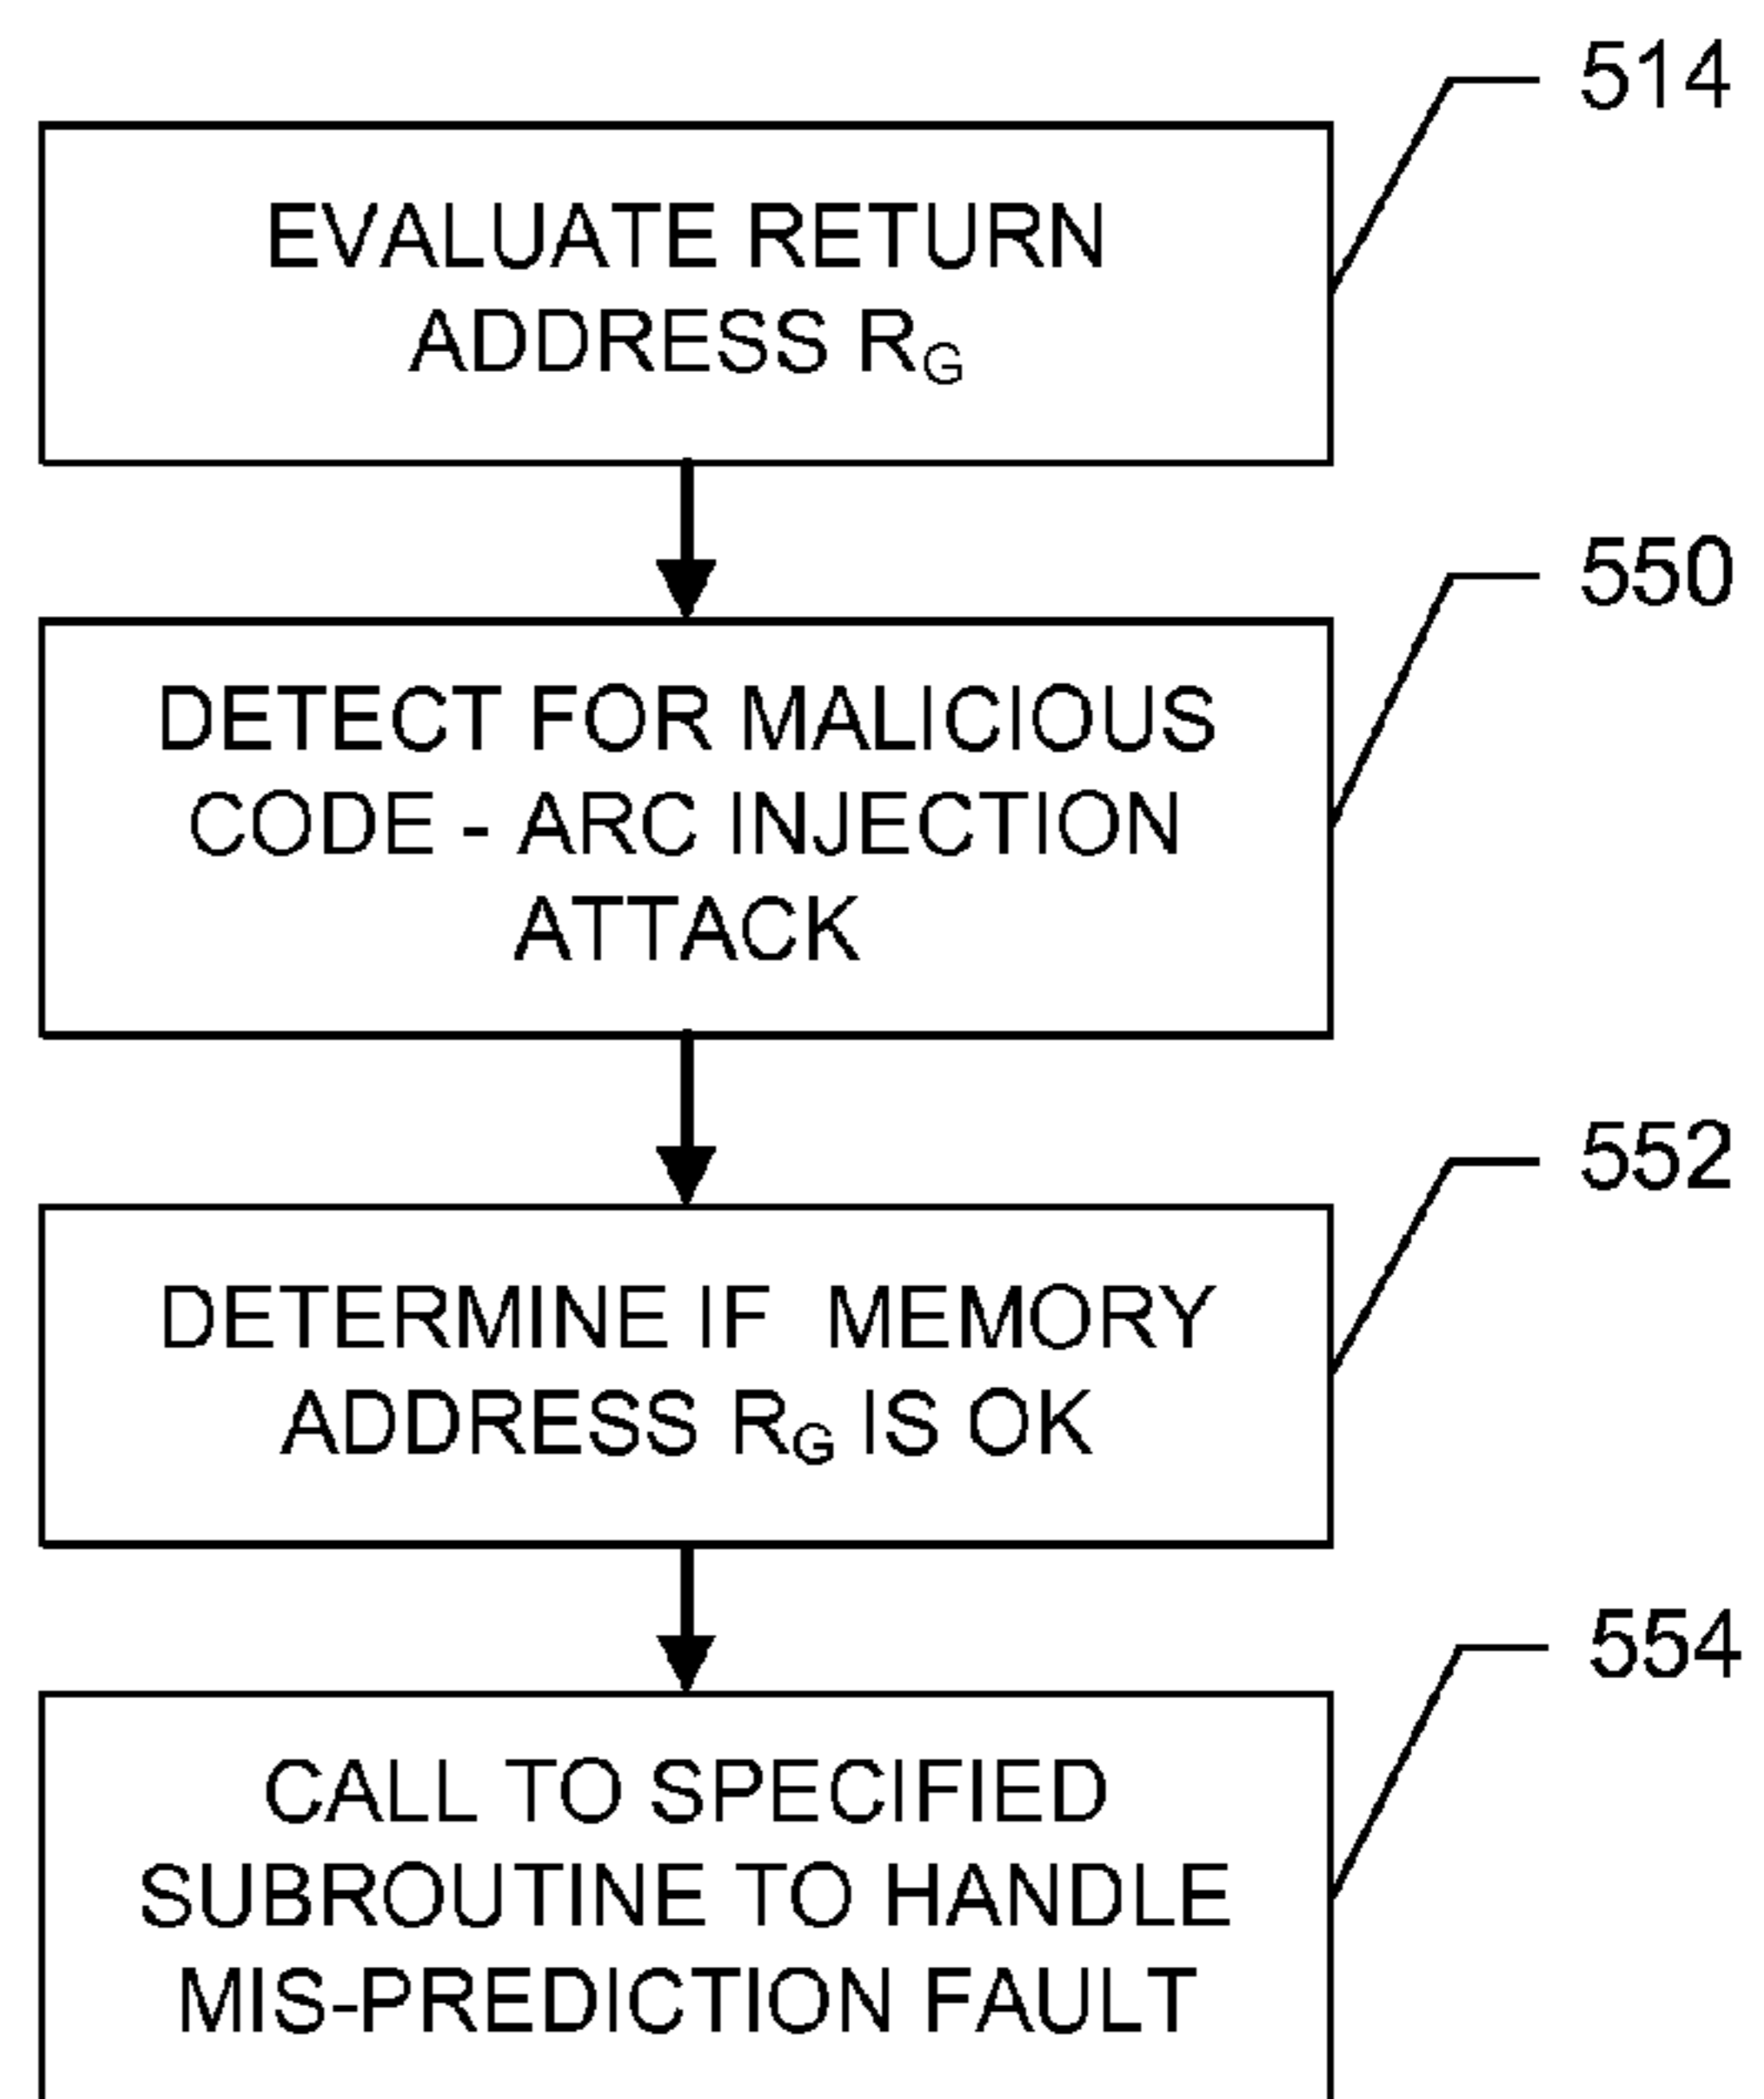 514
EVALUATE RETURN
ADDRESS RG
550
DETECT FOR MALICIOUS
CODE - ARC INJECTION
ATTACK
552
DETERMINE IF MEMORY
ADDRESS RG IS OK
554
CALL TO SPECIFIED
SUBROUTINE TO HANDLE
MIS-PREDICTION FAULT